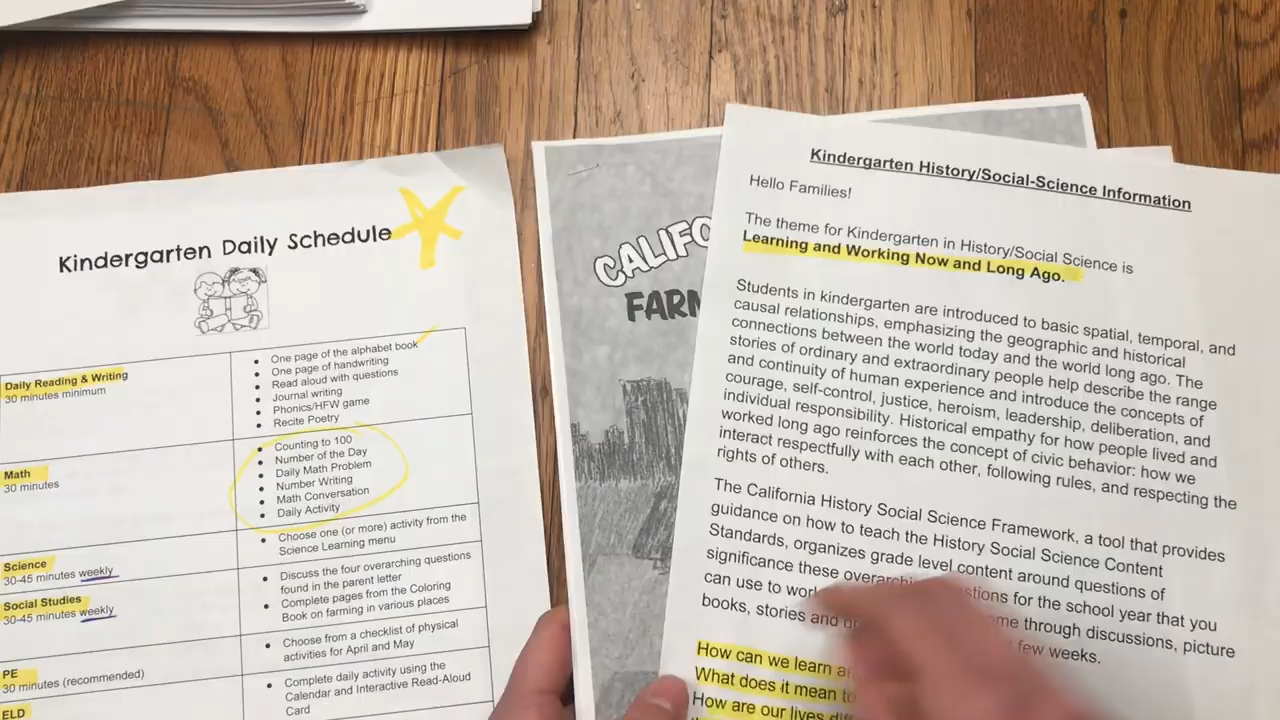 Kindergarten Daily Schedule
Daily Reading & Writing
30 minutes minimum
One page of the alphabet book
One page of handwriting
Read aloud with questions
Journal writing
Phonics/HFW game
Recite Poetry
Math
30 minutes
Counting to 100
Number of the Day
Daily Math Problem
Number Writing
Math Conversation
Daily Activity
Science
30-45 minutes weekly
Choose one (or more) activity from the
Science Learning menu
Social Studies
30-45 minutes weekly
Discuss the four overarching questions
found in the parent letter
Complete pages from the Coloring
Book on farming in various places
PE
30 minutes (recommended)
Choose from a checklist of physical
activities for April and May
ELD
Complete daily activity using the
Calendar and Interactive Read-Aloud
Card
CALIFO
FARM
Kindergarten History/Social-Science Information
Hello Families!
The theme for Kindergarten in History/Social Science is
Learning and Working Now and Long Ago.
Students in kindergarten are introduced to basic spatial, temporal, and
causal relationships, emphasizing the geographic and historical
connections between the world today and the world long ago. The
stories of ordinary and extraordinary people help describe the range
and continuity of human experience and introduce the concepts of
courage, self-control, justice, heroism, leadership, deliberation, and
individual responsibility. Historical empathy for how people lived and
worked long ago reinforces the concept of civic behavior: how we
interact respectfully with each other, following rules, and respecting the
rights of others.
The California History Social Science Framework, a tool that provides
guidance on how to teach the History Social Science Content
Standards, organizes grade level content around questions of
significance these for the school year that you
can use to through discussions, picture
books, stories and few weeks.
How can we learn
What does it mean to
How are our lives